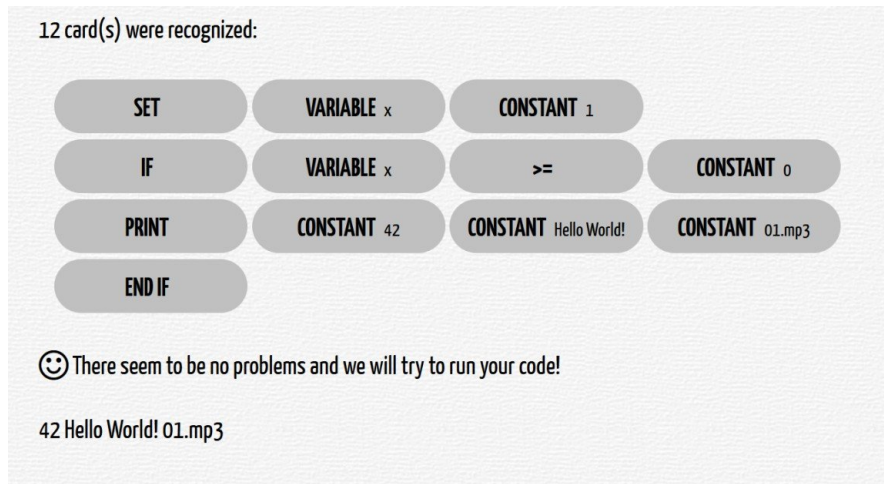 12 card(s) were recognized:
SET VARIABLE x CONSTANT 1
IF VARIABLE x >= CONSTANT 0
PRINT CONSTANT 42 CONSTANT Hello World! CONSTANT 01.mp3
END IF
There seem to be no problems and we will try to run your code!
42 Hello World! 01.mp3